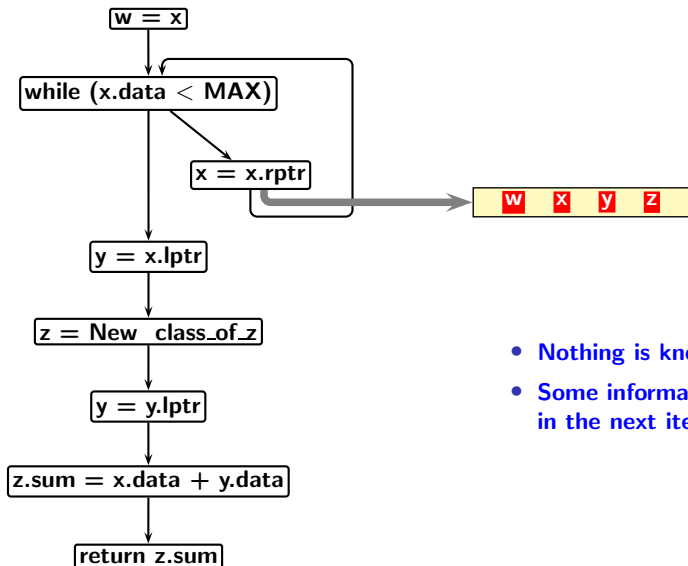 w = x
while (x.data < MAX)
x = x.rptr
w x y z
y = x.lptr
z = New class_of_z
y = y.lptr
z.sum = x.data + y.data
return z.sum
• Nothing is kn
• Some informa
in the next ite